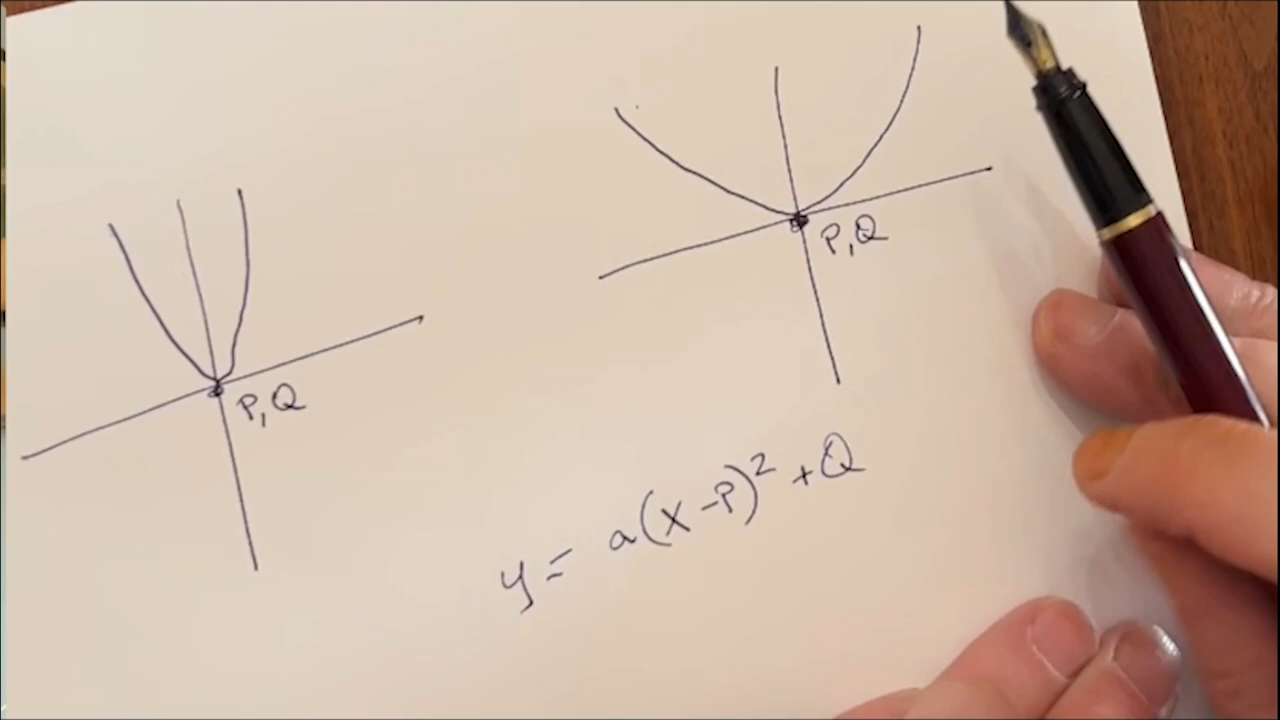 P,Q
P,Q
y = a(x-P)² + Q